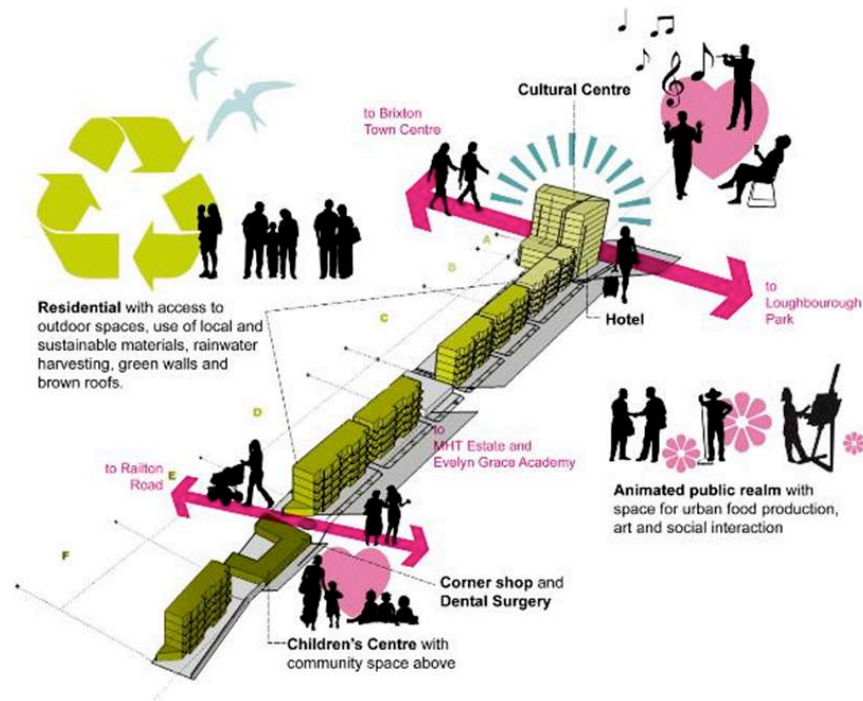 Cultural Centre
to Brixton
Town Centre
A
B
C
D
E
F
Residential with access to
outdoor spaces, use of local and
sustainable materials, rainwater
harvesting, green walls and
brown roofs.
to
Loughbourough
Park
Hotel
to
MHT Estate and
Evelyn Grace Academy
to Railton
Road
Animated public realm with
space for urban food production,
art and social interaction
Corner shop and
Dental Surgery
Children's Centre with
community space above